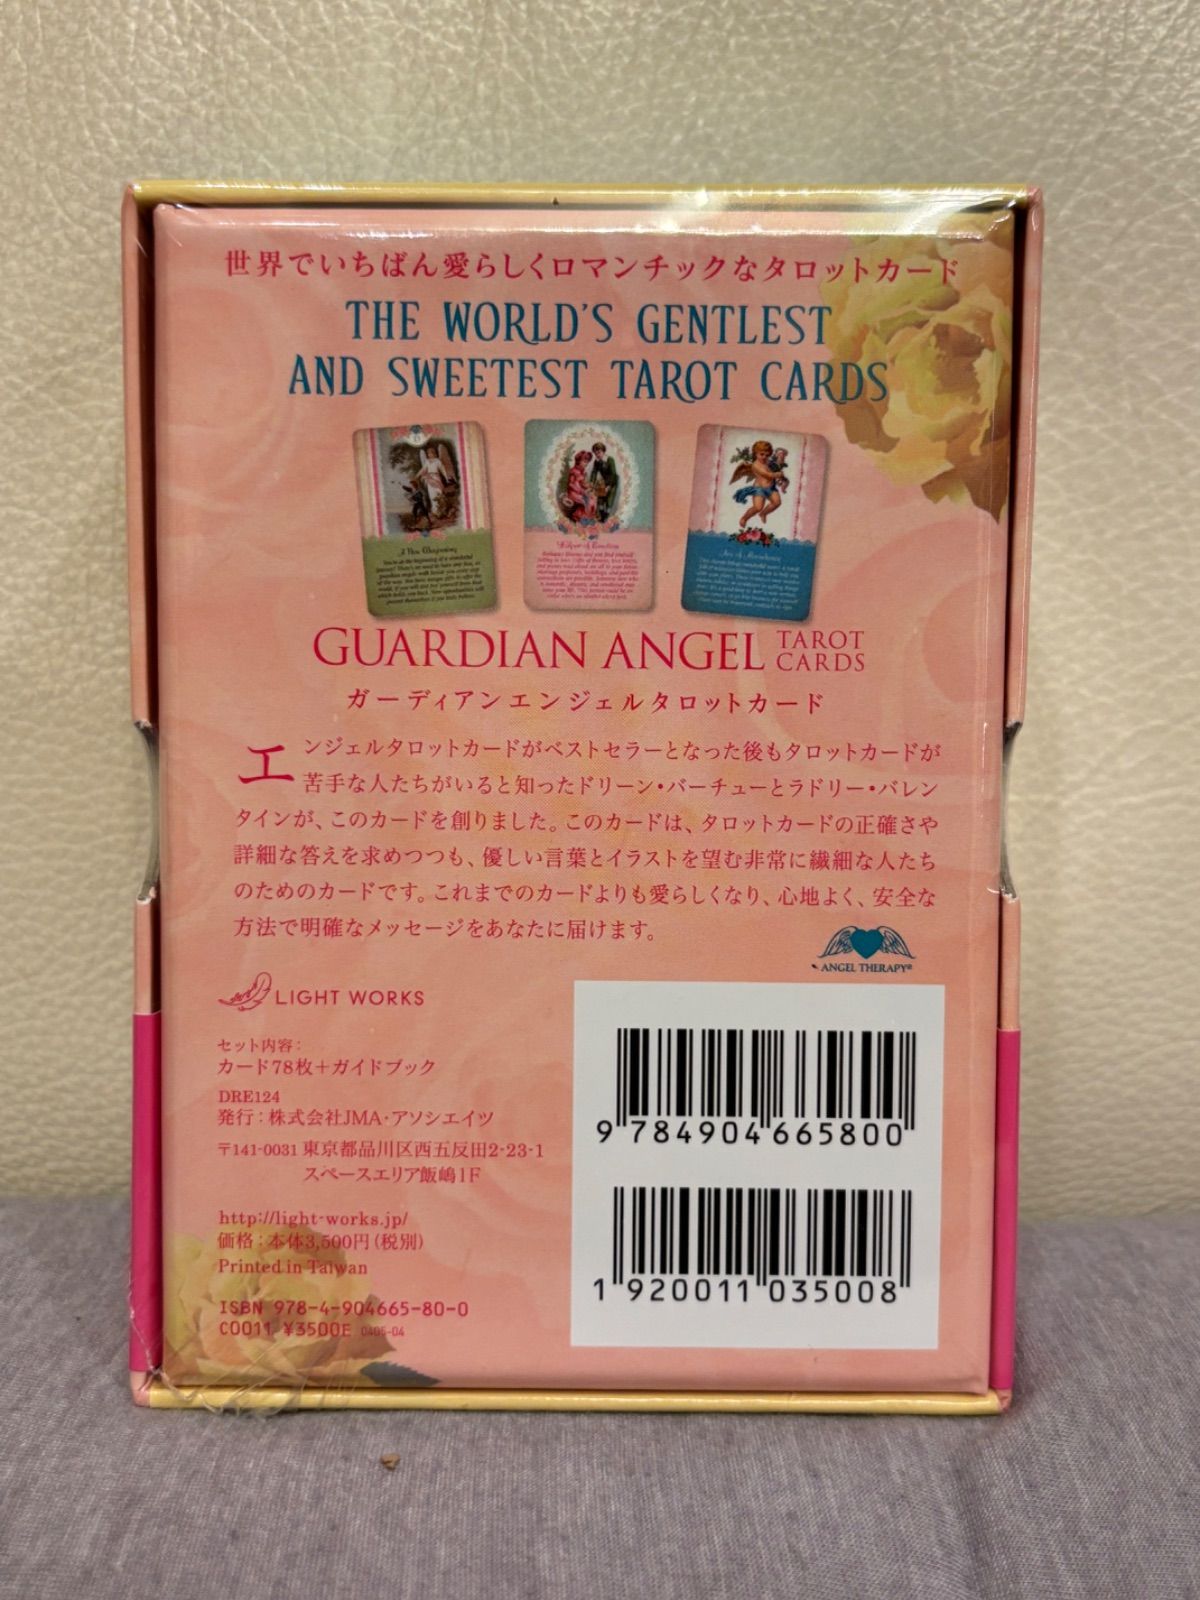 世界でいちばん愛らしくロマンチックなタロットカード
THE WORLD'S GENTLEST
AND SWEETEST TAROT CARDS
A New Beginning
GUARDIAN ANGEL TAROT CARDS
ガーディアンエンジェルタロットカード
エンジェルタロットカードがベストセラーとなった後もタロットカードが
苦手な人たちがいると知ったドリーン・バーチューとラドリー・バレン
タインが、このカードを創りました。このカードは、タロットカードの正確さや
詳細な答えを求めつつも、優しい言葉とイラストを望む非常に繊細な人たち
のためのカードです。これまでのカードよりも愛らしくなり、心地よく、安全な
方法で明確なメッセージをあなたに届けます。
ANGEL THERAPY®
LIGHT WORKS
セット内容:
カード78枚+ガイドブック
DRE124
発行:株式会社JMA・アソシエイツ
〒141-0031 東京都品川区西五反田2-23-1
スペースエリア飯嶋1F
http://light-works.jp/
価格:本体3,500円(税別)
Printed in Taiwan
ISBN 978-4-904665-80-0
C0011 ¥3500E 0405-04
9 784904 665800
1 920011 035008